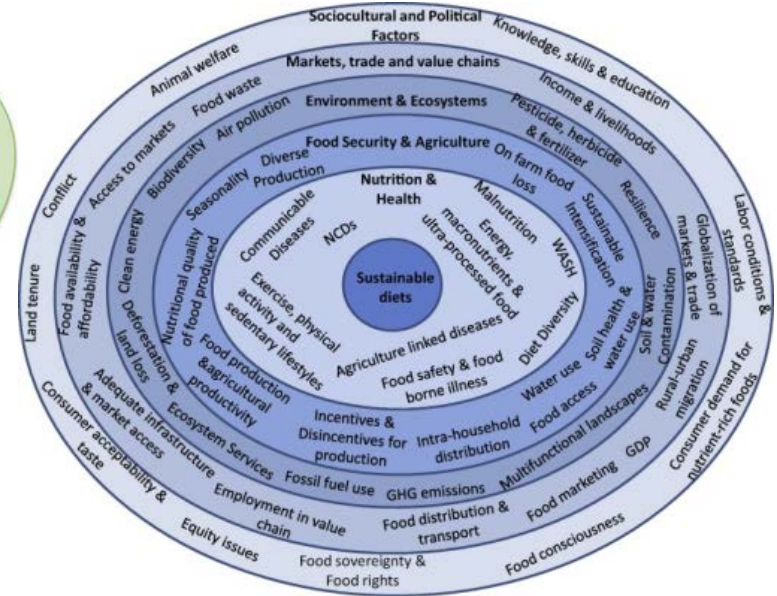 Sociocultural and Political
Factors
Knowledge, skills & education
Animal welfare
Markets, trade and value chains
Income & livelihoods
Food waste
Environment & Ecosystems
Pesticide, herbicide
& fertilizer
Air pollution
Access to markets
Biodiversity
Food Security & Agriculture
On farm food
loss
Diverse
Production
Seasonality
Resilience
Sustainable
Intensification
Conflict
Labor conditions &
standards
Nutrition &
Health
Malnutrition
Communicable
Diseases
NCDs
Energy,
macronutrients &
ultra-processed food
WASH
Globalization of
markets & trade
Food availability &
affordability
Clean energy
Nutritional quality
of food produced
Land tenure
Sustainable
diets
Exercise, physical
activity and
sedentary lifestyles
Soil health &
water use
Soil & water
Contamination
Diet Diversity
Agriculture linked diseases
Food safety & food
borne illness
Deforestation &
land loss
Food production
&agricultural
productivity
Water use
Food access
Rural-urban
migration
Consumer demand for
nutrient-rich foods
Adequate infrastructure
& market access
Incentives &
Disincentives for
production
Intra-household
distribution
Multifunctional landscapes
Ecosystem Services
Consumer acceptability &
taste
Fossil fuel use
GHG emissions
GDP
Food marketing
Employment in value
chain
Food distribution &
transport
Equity issues
Food sovereignty &
Food rights
Food consciousness